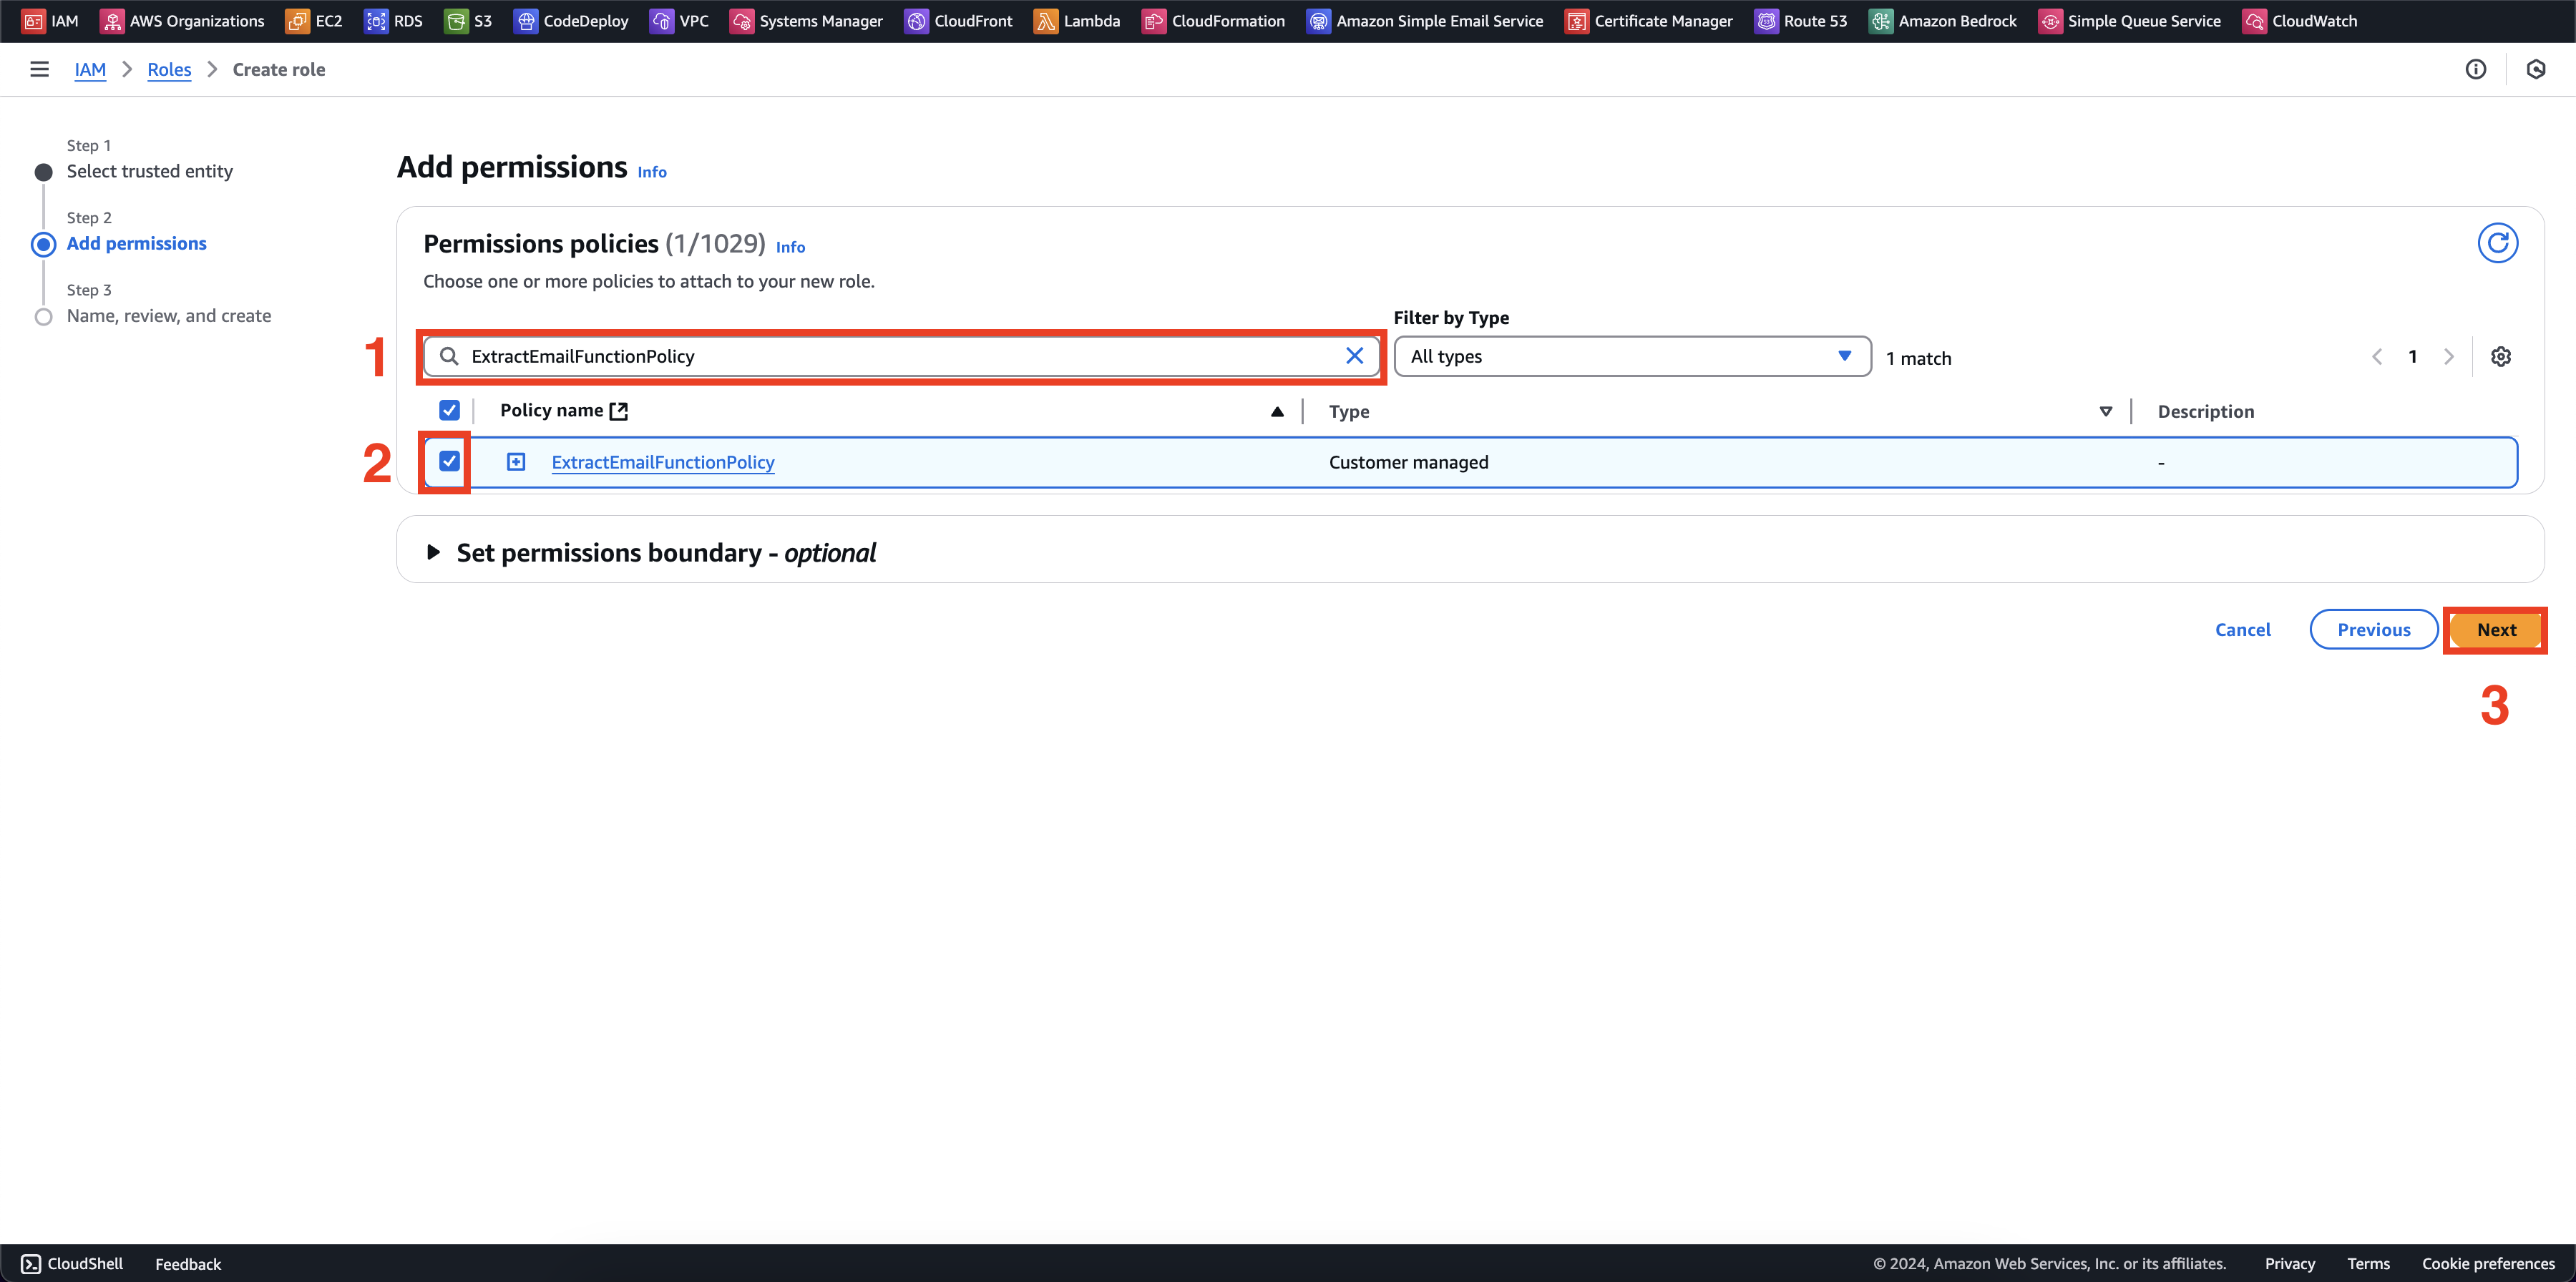 IAM AWS Organizations EC2 RDS S3 CodeDeploy VPC Systems Manager CloudFront Lambda CloudFormation Amazon Simple Email Service Certificate Manager Route 53 Amazon Bedrock Simple Queue Service CloudWatch
IAM Roles Create role
Step 1
Select trusted entity
Step 2
Add permissions
Step 3
Name, review, and create
Add permissions Info
Permissions policies (1/1029) Info
Choose one or more policies to attach to your new role.
Filter by Type
1 ExtractEmailFunctionPolicy All types 1 match 1
Policy name Type Description
2 ExtractEmailFunctionPolicy Customer managed -
Set permissions boundary - optional
Cancel Previous Next
3
CloudShell Feedback © 2024, Amazon Web Services, Inc. or its affiliates. Privacy Terms Cookie preferences